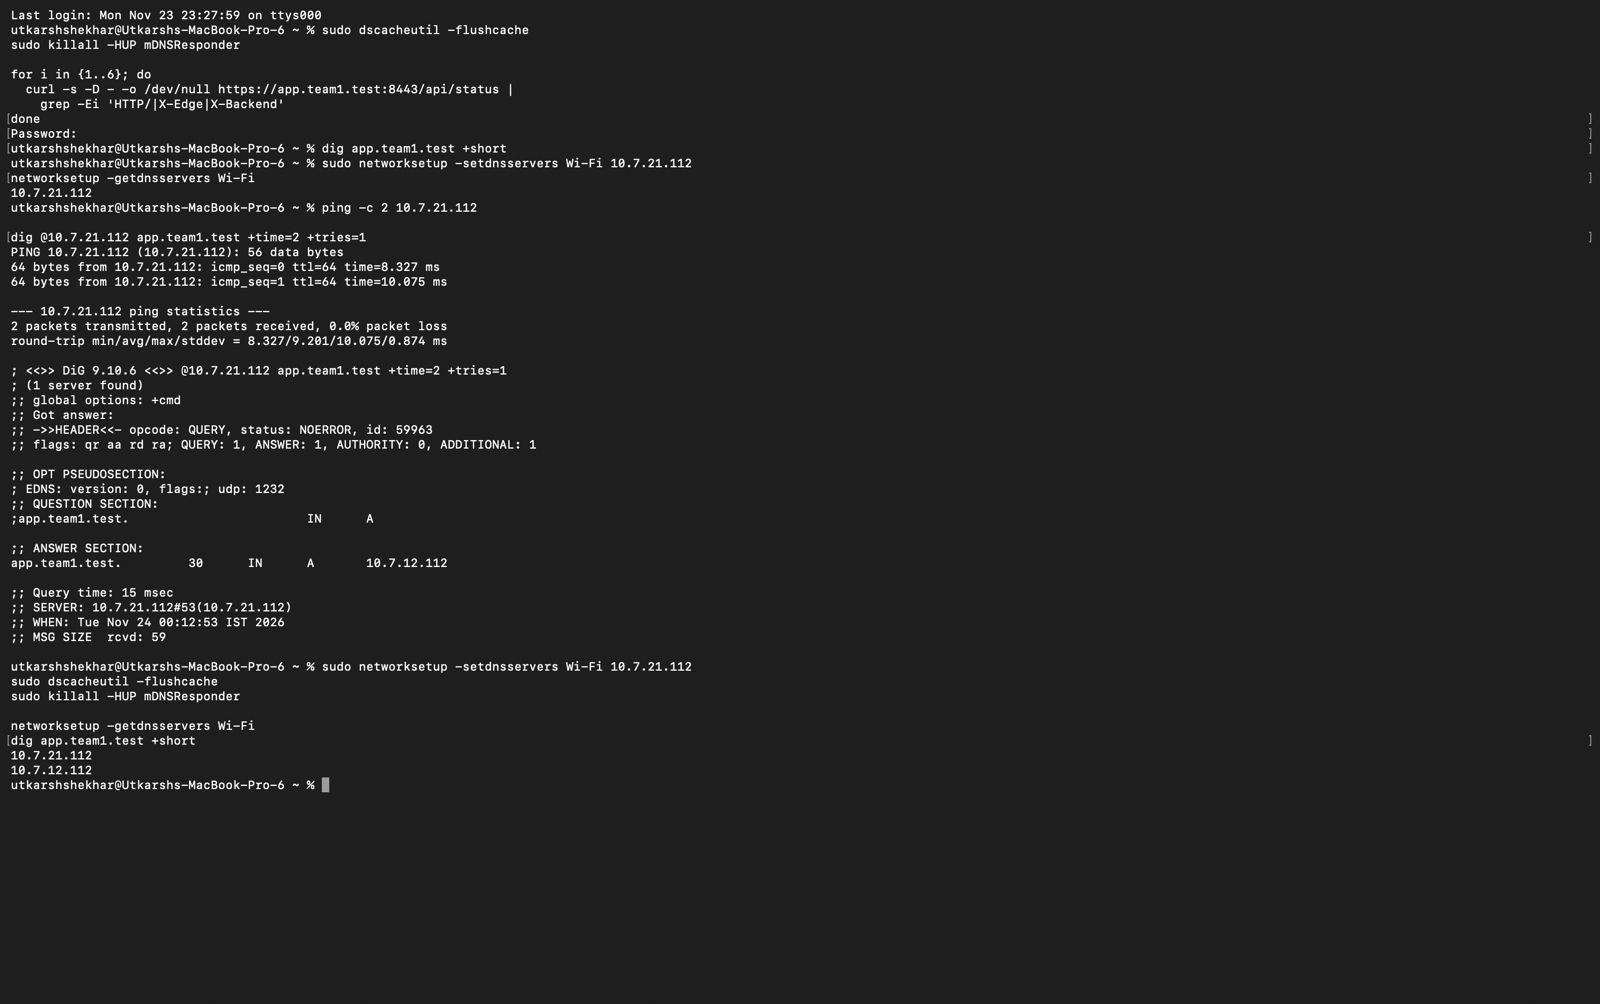 Last login: Mon Nov 23 23:27:59 on ttys000
utkarshshekhar@Utkarshs-MacBook-Pro-6 ~ % sudo dscacheutil -flushcache
sudo killall -HUP mDNSResponder
for i in {1..6}; do
  curl -s -D - -o /dev/null https://app.team1.test:8443/api/status |
    grep -Ei 'HTTP/|X-Edge|X-Backend'
[done ]
[Password: ]
[utkarshshekhar@Utkarshs-MacBook-Pro-6 ~ % dig app.team1.test +short ]
utkarshshekhar@Utkarshs-MacBook-Pro-6 ~ % sudo networksetup -setdnsservers Wi-Fi 10.7.21.112
[networksetup -getdnsservers Wi-Fi ]
10.7.21.112
utkarshshekhar@Utkarshs-MacBook-Pro-6 ~ % ping -c 2 10.7.21.112
[dig @10.7.21.112 app.team1.test +time=2 +tries=1 ]
PING 10.7.21.112 (10.7.21.112): 56 data bytes
64 bytes from 10.7.21.112: icmp_seq=0 ttl=64 time=8.327 ms
64 bytes from 10.7.21.112: icmp_seq=1 ttl=64 time=10.075 ms
--- 10.7.21.112 ping statistics ---
2 packets transmitted, 2 packets received, 0.0% packet loss
round-trip min/avg/max/stddev = 8.327/9.201/10.075/0.874 ms
; <<>> DiG 9.10.6 <<>> @10.7.21.112 app.team1.test +time=2 +tries=1
; (1 server found)
;; global options: +cmd
;; Got answer:
;; ->>HEADER<<- opcode: QUERY, status: NOERROR, id: 59963
;; flags: qr aa rd ra; QUERY: 1, ANSWER: 1, AUTHORITY: 0, ADDITIONAL: 1
;; OPT PSEUDOSECTION:
; EDNS: version: 0, flags:; udp: 1232
;; QUESTION SECTION:
;app.team1.test. IN A
;; ANSWER SECTION:
app.team1.test. 30 IN A 10.7.12.112
;; Query time: 15 msec
;; SERVER: 10.7.21.112#53(10.7.21.112)
;; WHEN: Tue Nov 24 00:12:53 IST 2026
;; MSG SIZE  rcvd: 59
utkarshshekhar@Utkarshs-MacBook-Pro-6 ~ % sudo networksetup -setdnsservers Wi-Fi 10.7.21.112
sudo dscacheutil -flushcache
sudo killall -HUP mDNSResponder
networksetup -getdnsservers Wi-Fi
[dig app.team1.test +short ]
10.7.21.112
10.7.12.112
utkarshshekhar@Utkarshs-MacBook-Pro-6 ~ %